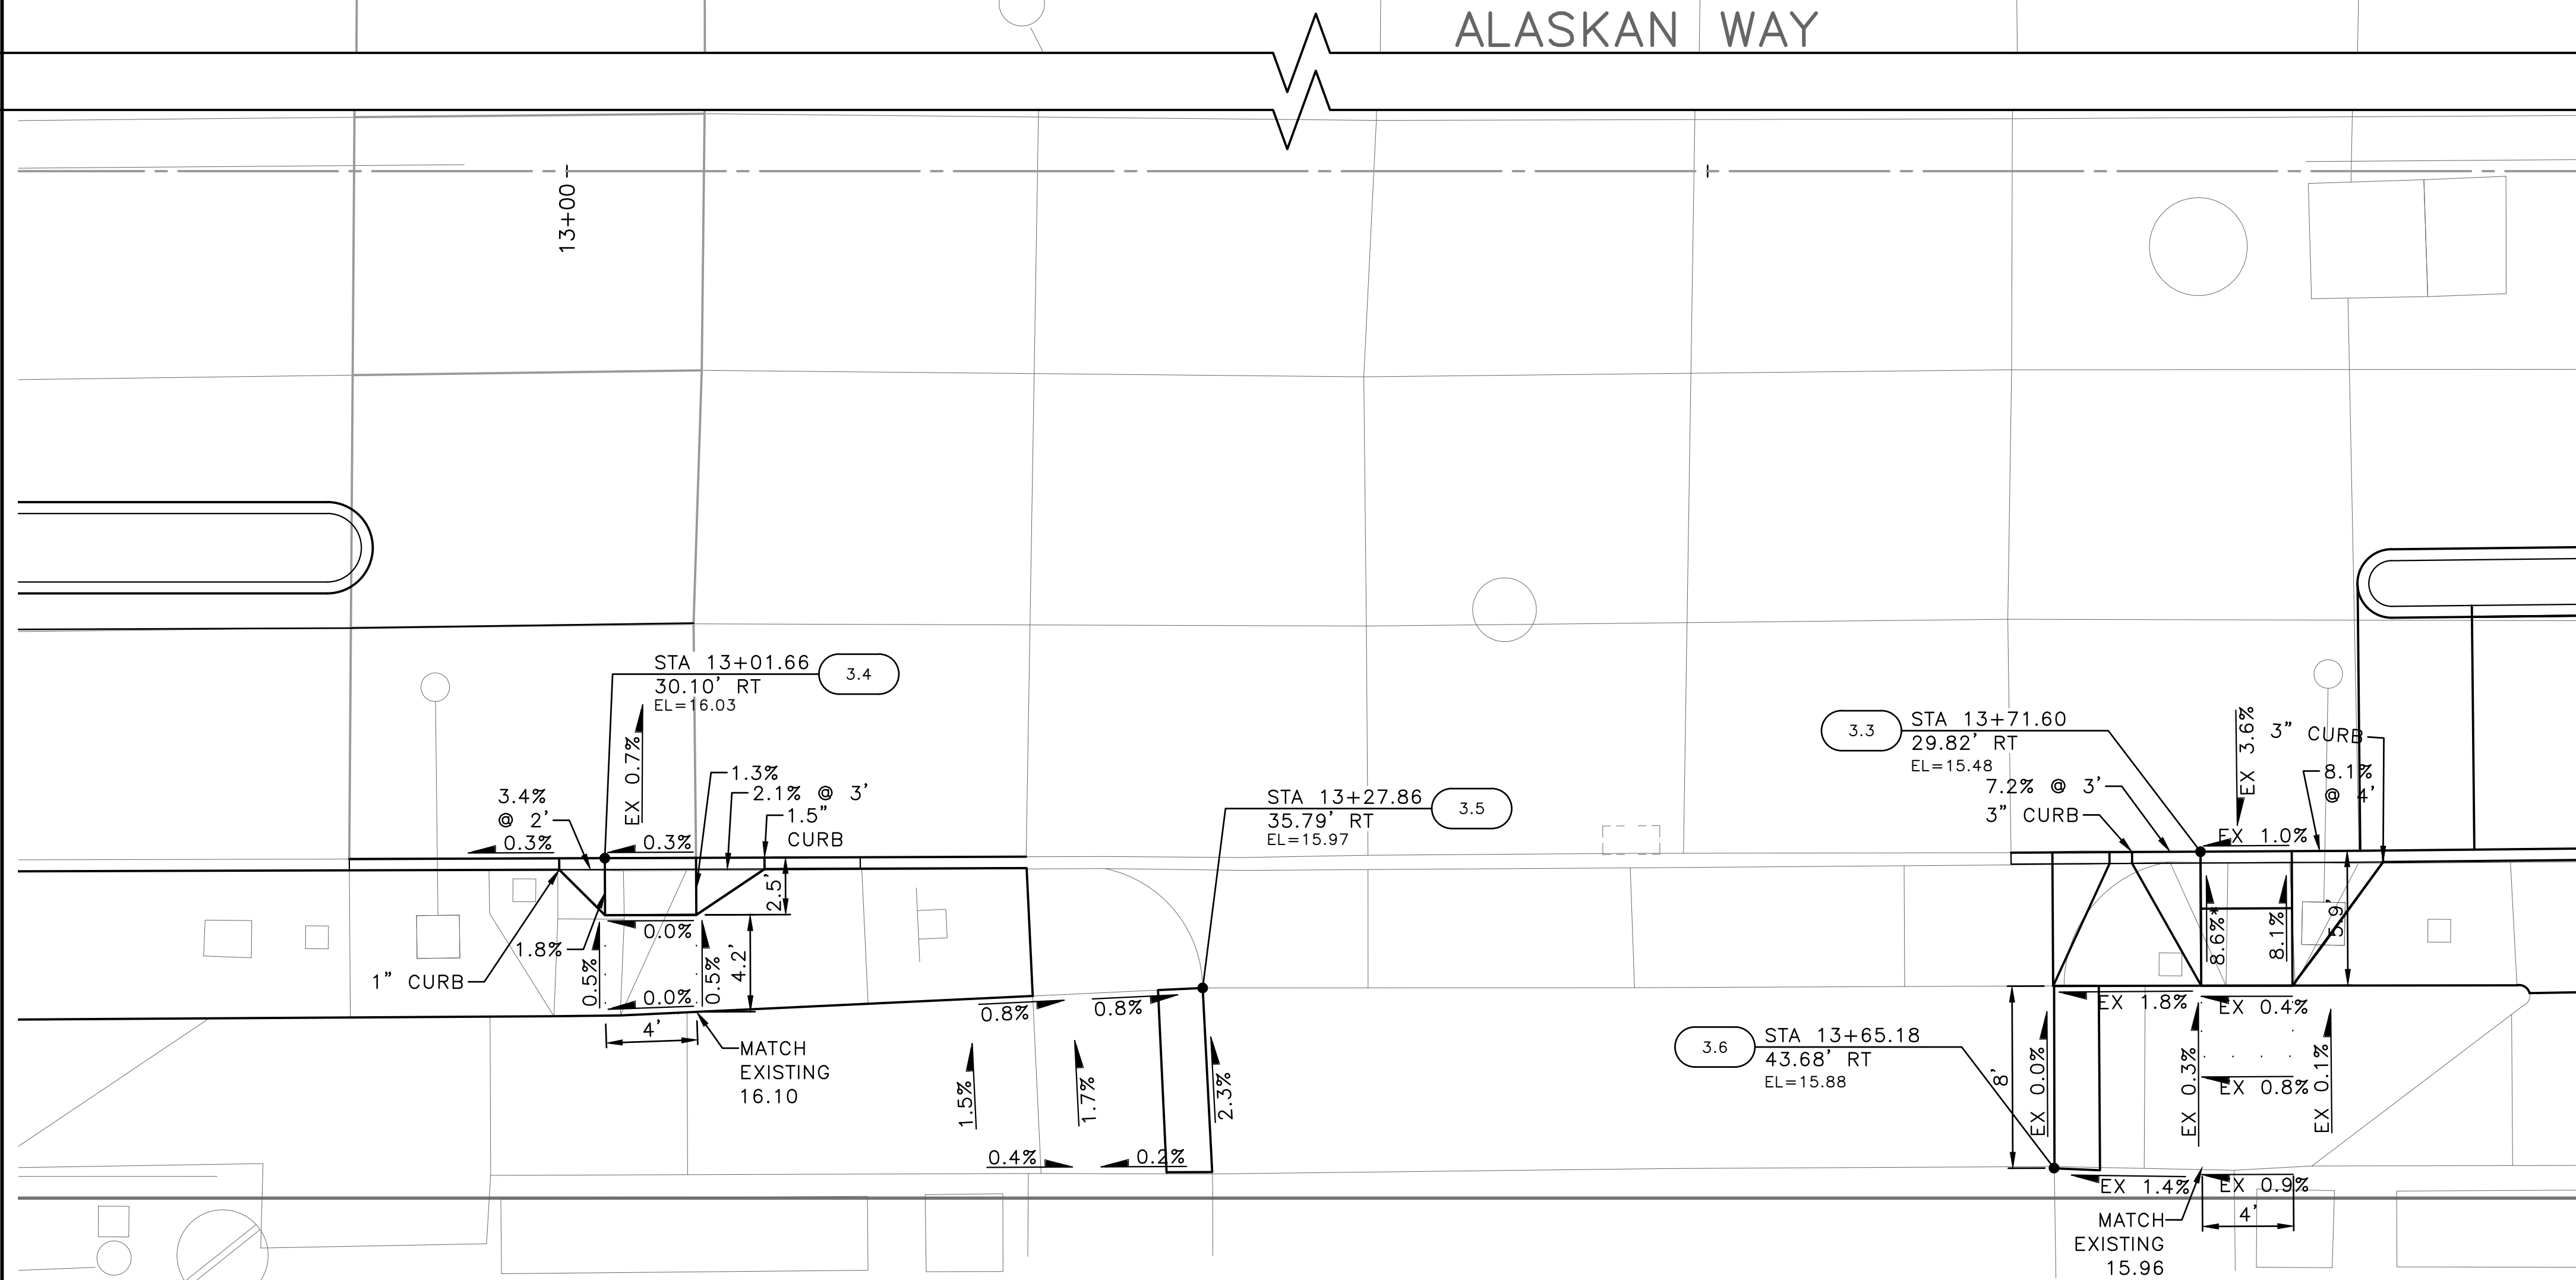 ALASKAN WAY
13+00
STA 13+01.66
30.10' RT
EL=16.03
3.4
EX 0.7%
1.3%
2.1% @ 3'
1.5"
CURB
3.4%
@ 2'
0.3%
0.3%
2.5'
0.0%
1.8%
1" CURB
0.5%
0.5%
4.2'
0.0%
4'
MATCH
EXISTING
16.10
STA 13+27.86
35.79' RT
EL=15.97
3.5
0.8%
0.8%
1.5%
1.7%
2.3%
0.4%
0.2%
3.3
STA 13+71.60
29.82' RT
EL=15.48
7.2% @ 3'
3" CURB
EX 3.6%
3" CURB
8.1%
@ 4'
EX 1.0%
8.6%*
8.1%
5.9'
EX 1.8%
EX 0.4%
3.6
STA 13+65.18
43.68' RT
EL=15.88
8'
EX 0.0%
EX 0.3%
EX 0.8%
EX 0.1%
EX 1.4%
EX 0.9%
4'
MATCH
EXISTING
15.96